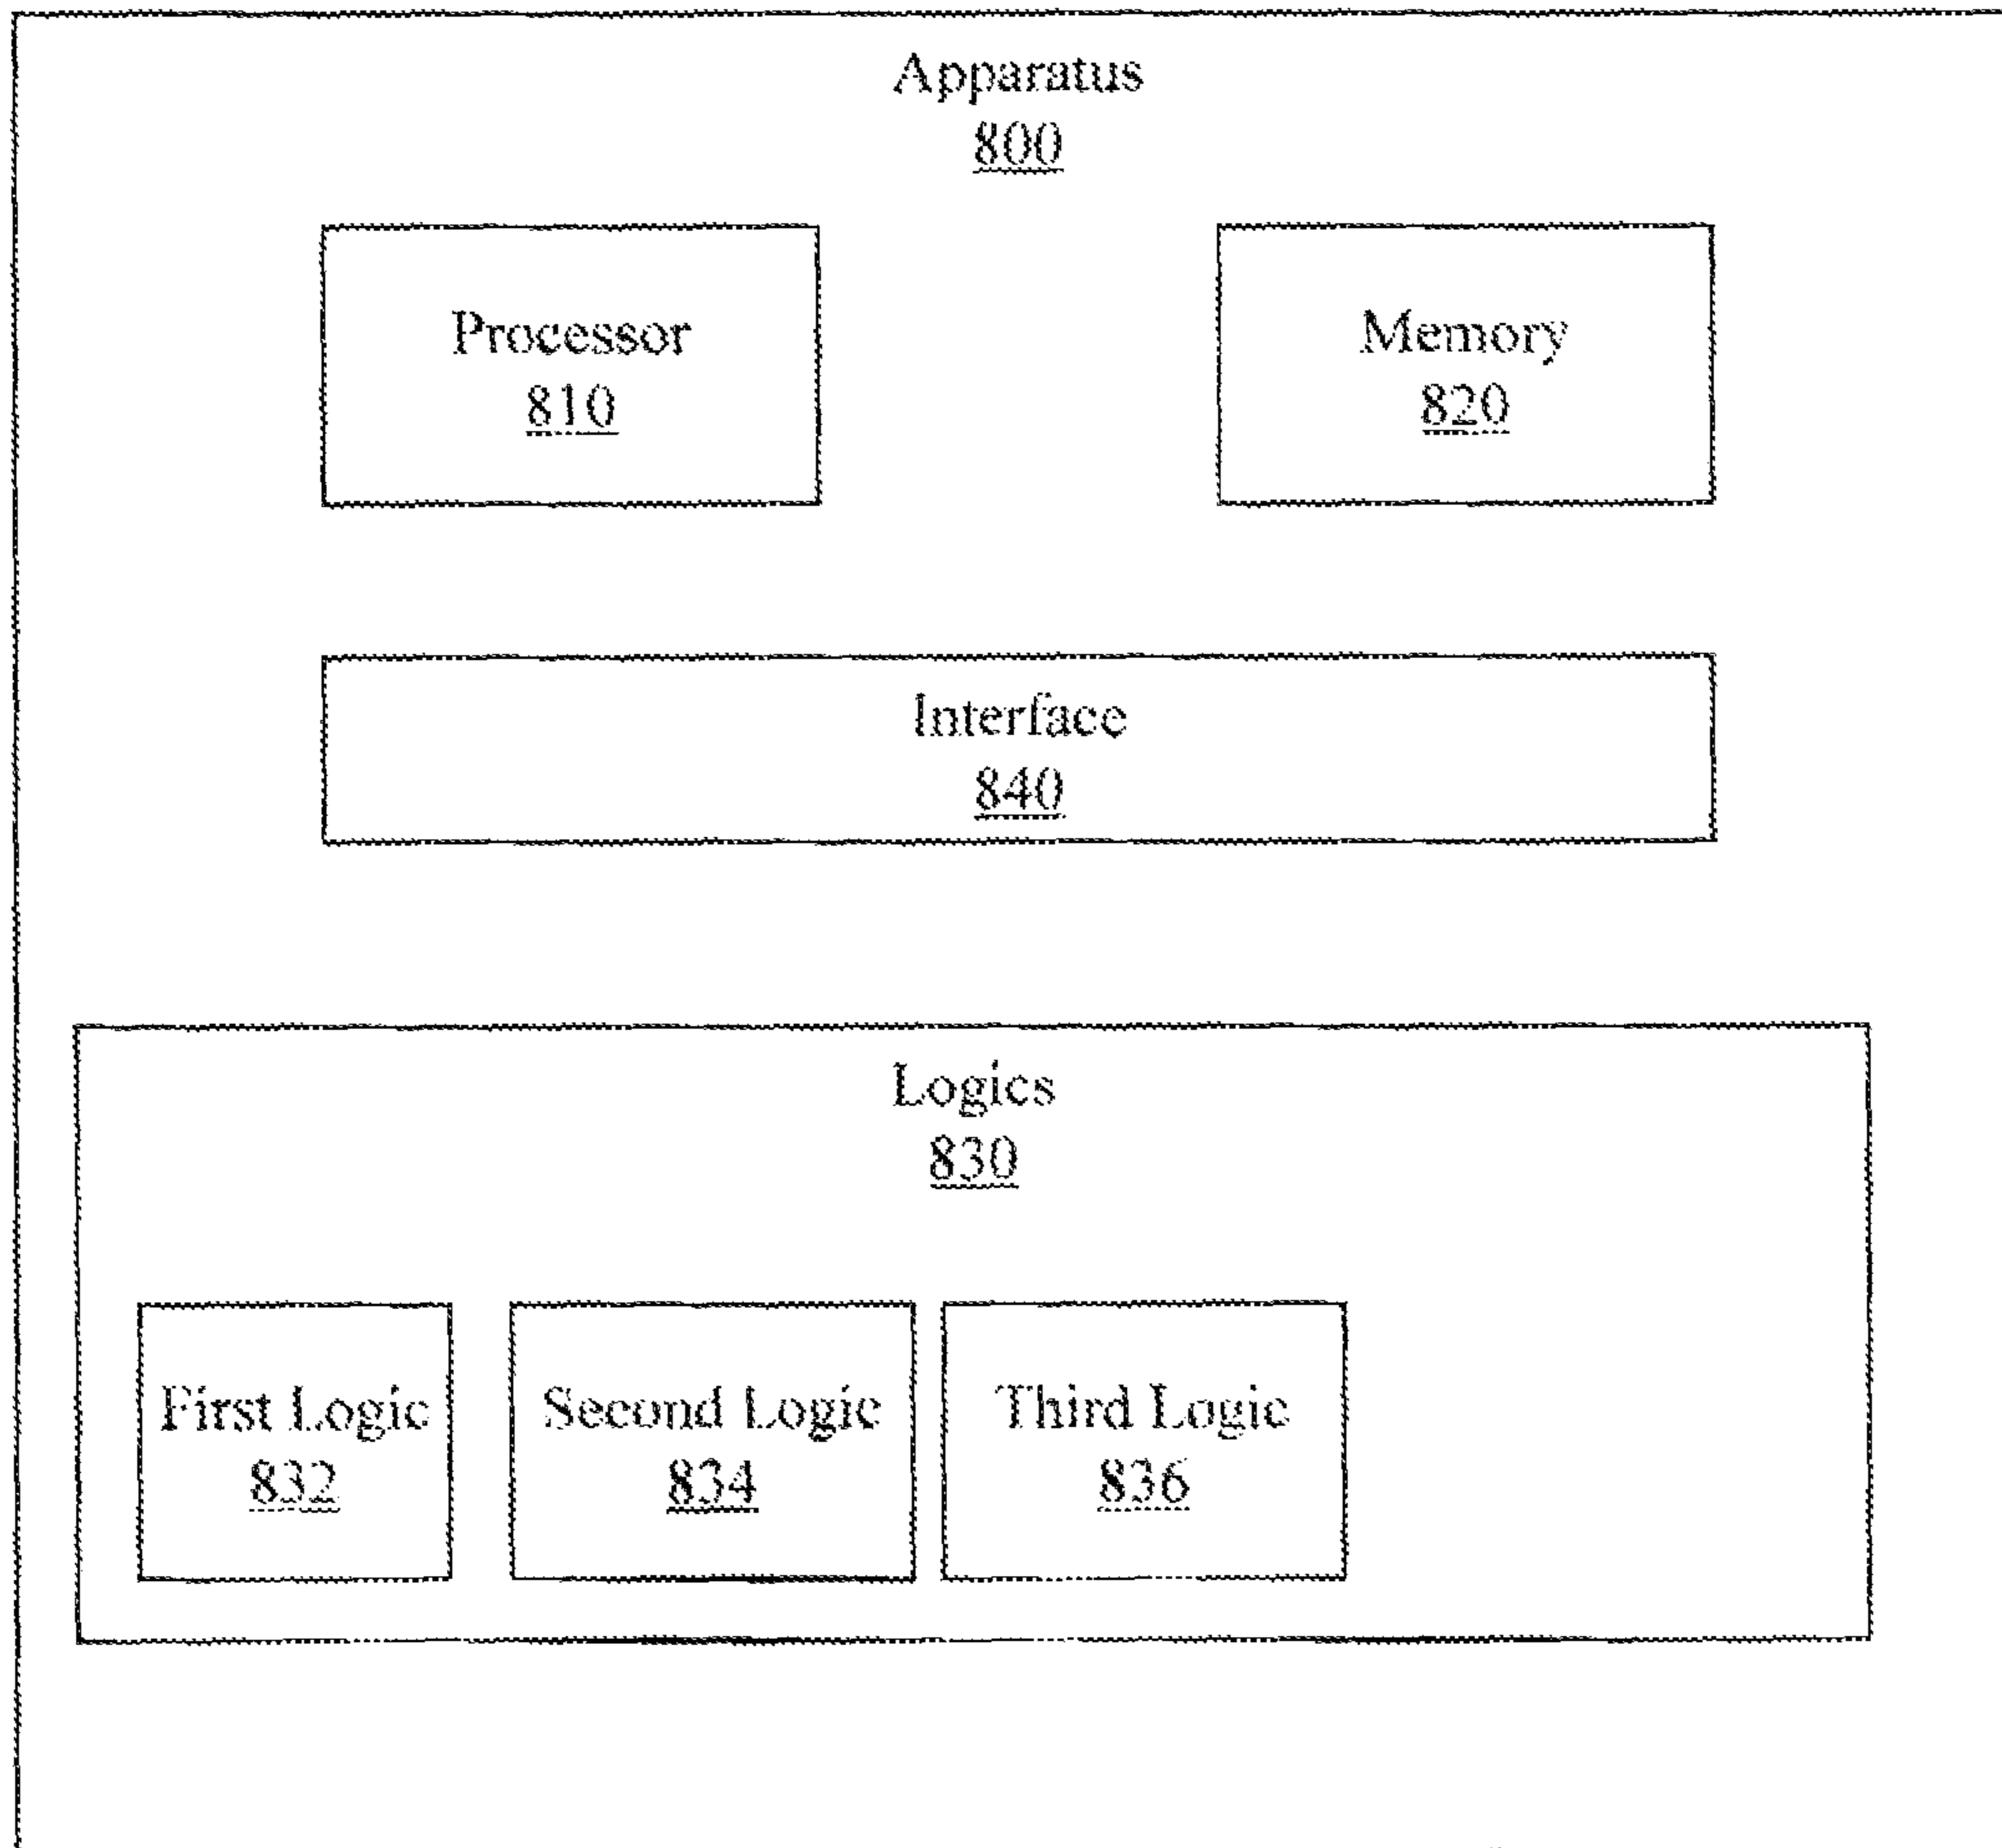 Apparatus
800
Processor
810
Memory
820
Interface
840
Logics
830
First Logic
832
Second Logic
834
Third Logic
836